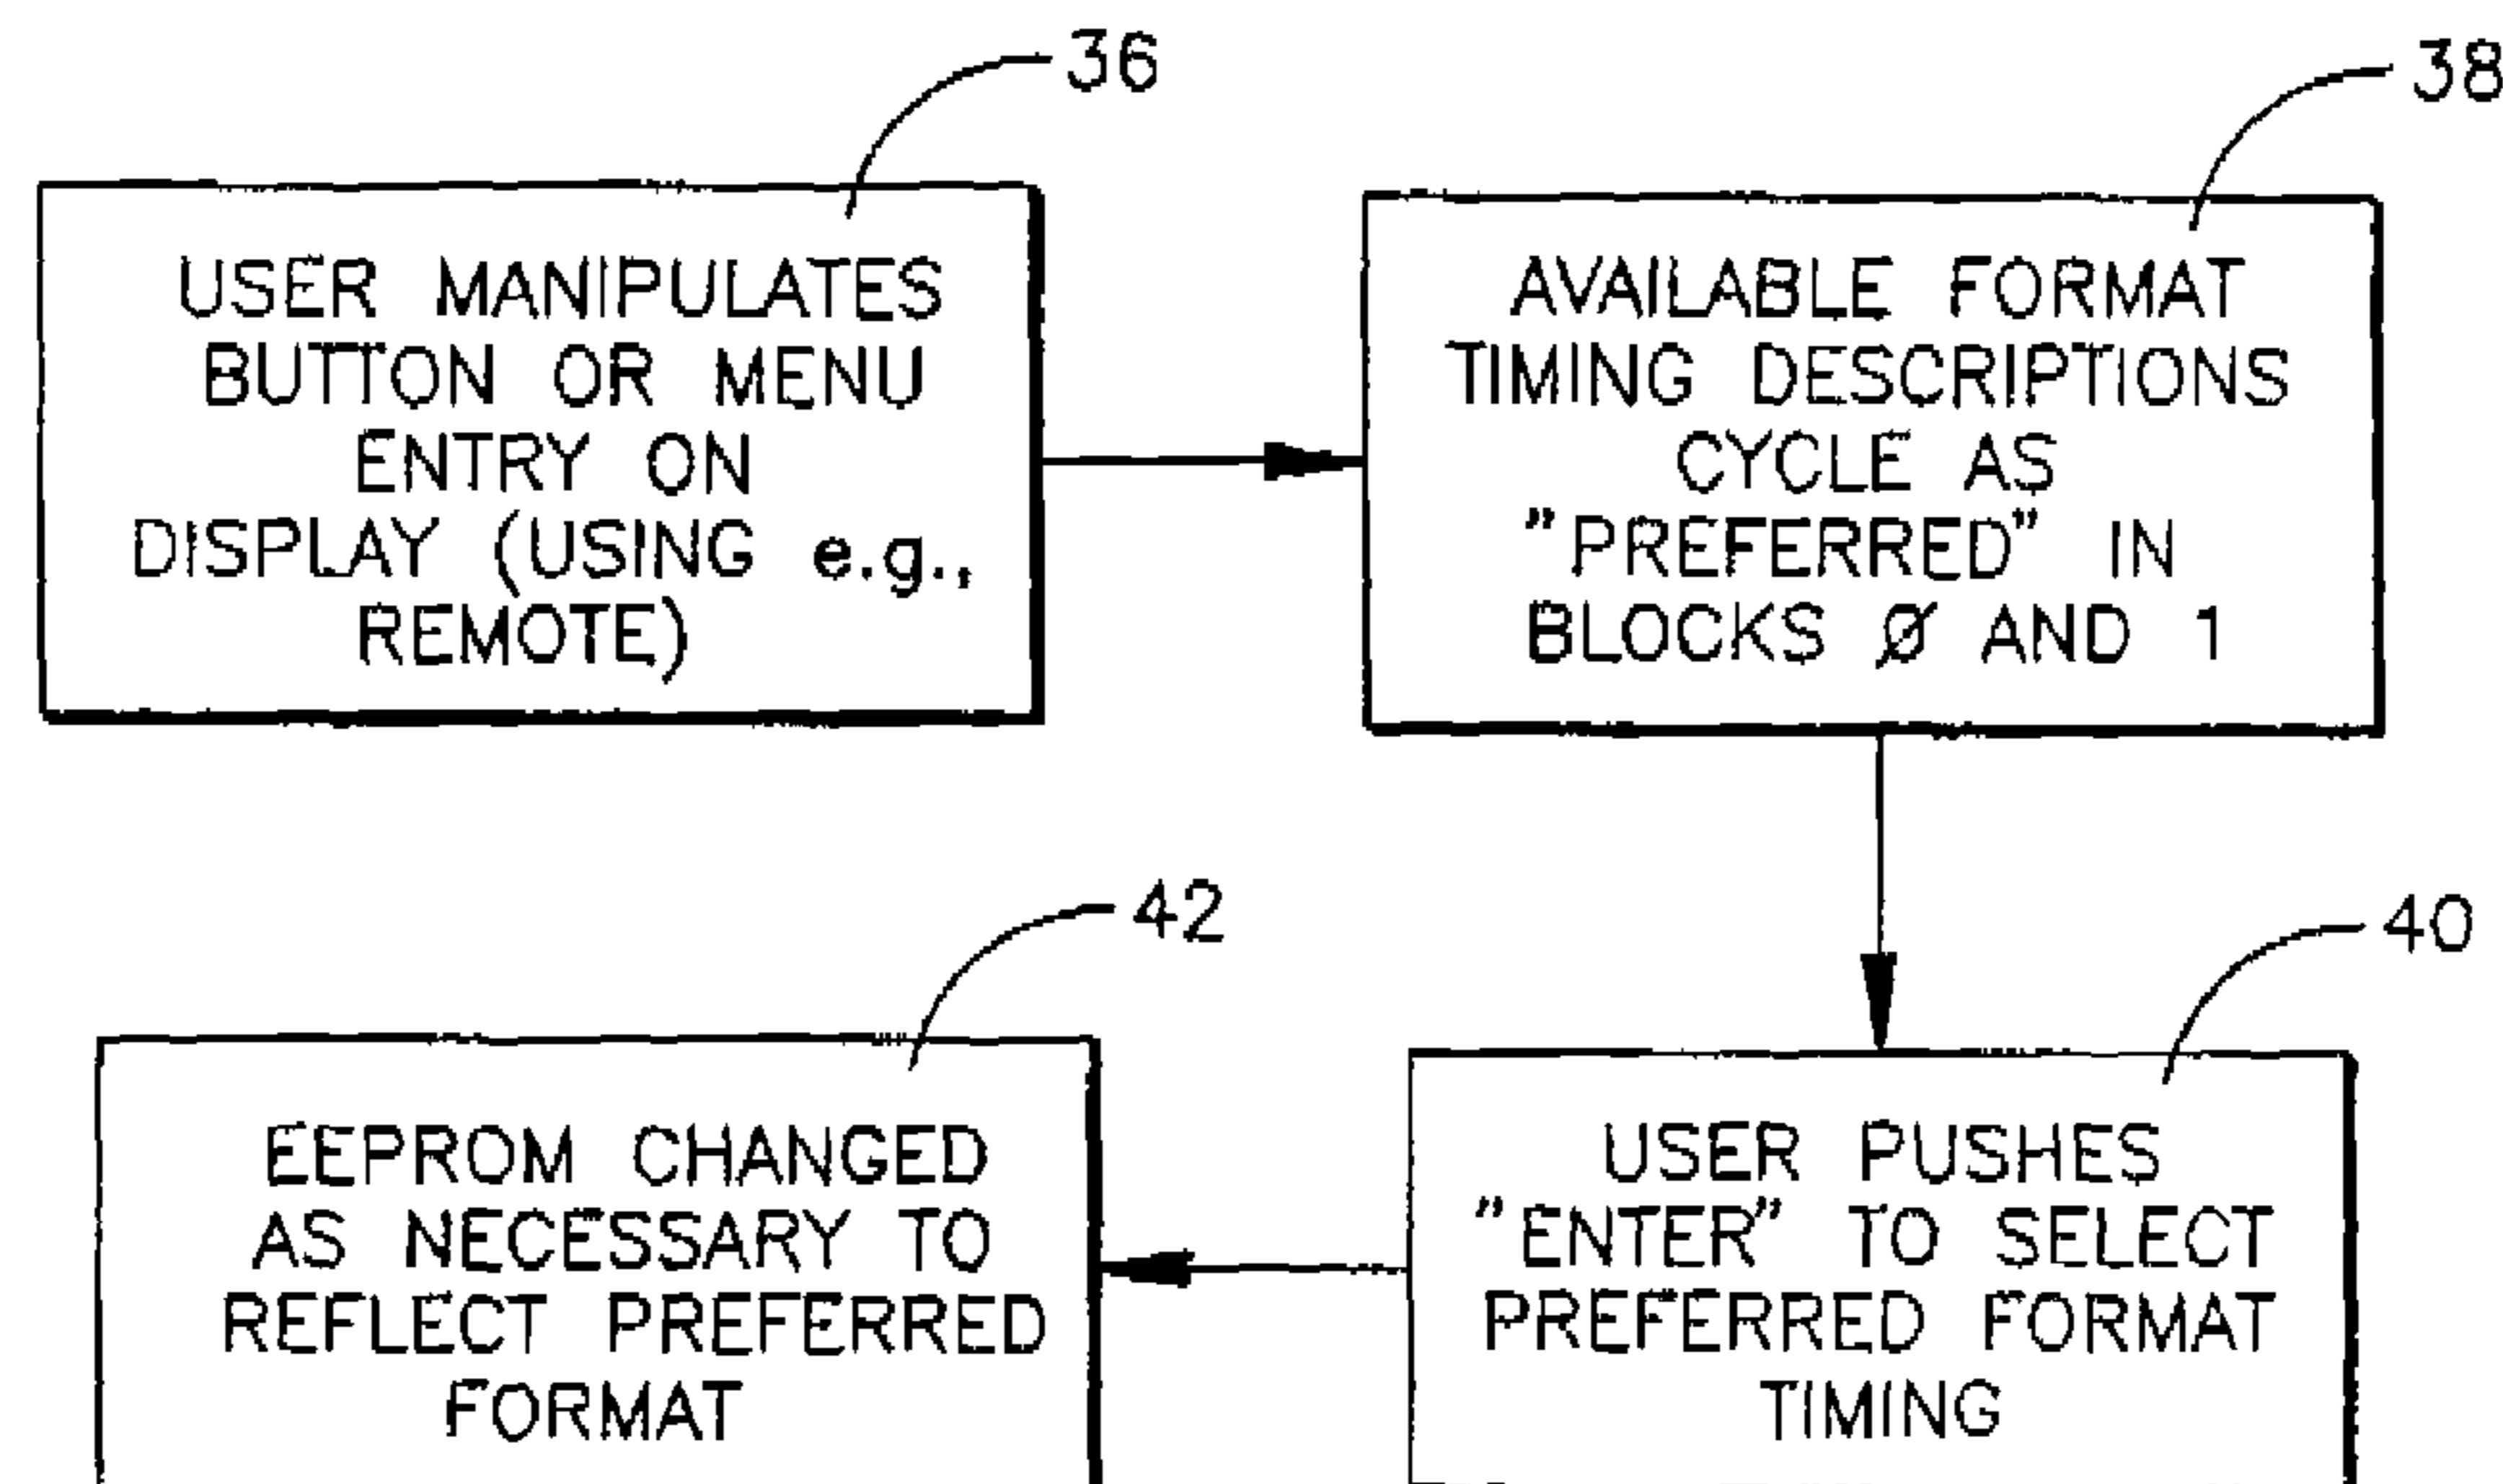 36
USER MANIPULATES
BUTTON OR MENU
ENTRY ON
DISPLAY (USING e.g.,
REMOTE)
38
AVAILABLE FORMAT
TIMING DESCRIPTIONS
CYCLE AS
"PREFERRED" IN
BLOCKS Ø AND 1
40
USER PUSHES
"ENTER" TO SELECT
PREFERRED FORMAT
TIMING
42
EEPROM CHANGED
AS NECESSARY TO
REFLECT PREFERRED
FORMAT